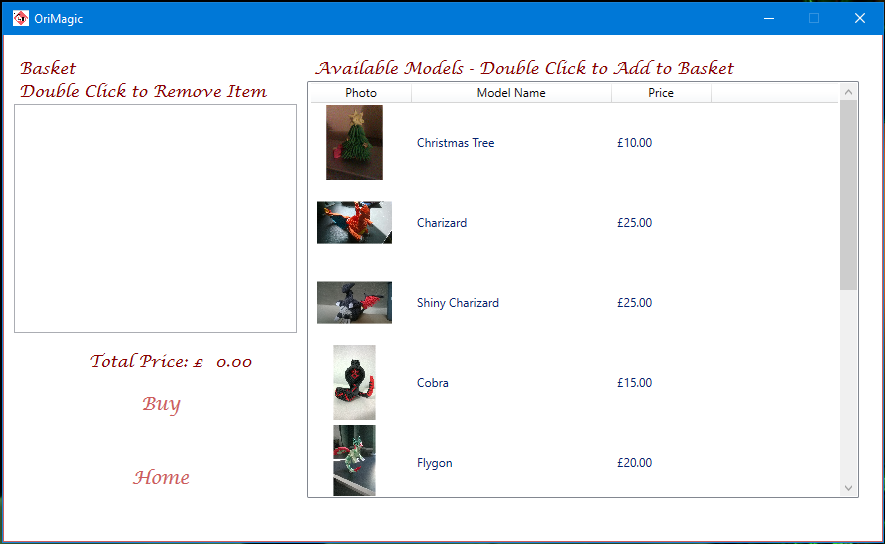 OriMagic
Basket
Double Click to Remove Item
Total Price: £ 0.00
Buy
Home
Available Models - Double Click to Add to Basket
Photo Model Name Price
Christmas Tree £10.00
Charizard £25.00
Shiny Charizard £25.00
Cobra £15.00
Flygon £20.00